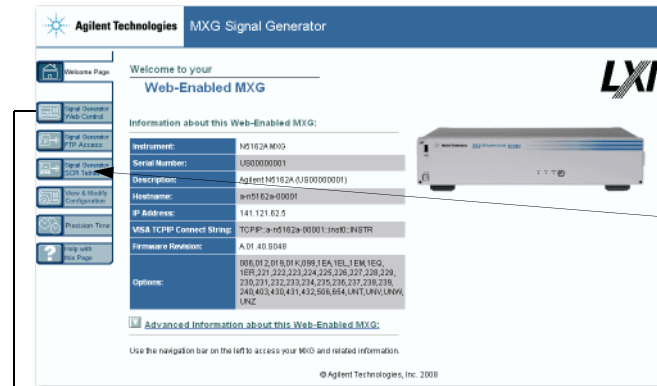 Agilent Technologies MXG Signal Generator
Welcome Page
Signal Generator
Web Control
Signal Generator
FTP Access
Signal Generator
SCPI
View & Modify
Configuration
Precision Time
Help with
this Page
Welcome to your
Web-Enabled MXG
LXI
Information about this Web-Enabled MXG:
Instrument: N5162A MXG
Serial Number: US00000001
Description: Agilent N5162A (US00000001)
Hostname: a-n5162a-00001
IP Address: 141.121.62.5
VISA TCPIP Connect String: TCPIP::a-n5162a-00001::inst0::INSTR
Firmware Revision: A.01.40.S048
Options: 006,012,019,01K,099,1EA,1EL,1EM,1EQ,
1ER,221,222,223,224,225,226,227,228,229,
230,231,232,233,234,235,236,237,238,239,
240,403,430,431,432,506,654,UNT,UNV,UNW,
UNZ
Advanced Information about this Web-Enabled MXG:
Use the navigation bar on the left to access your MXG and related information.
© Agilent Technologies, Inc. 2008